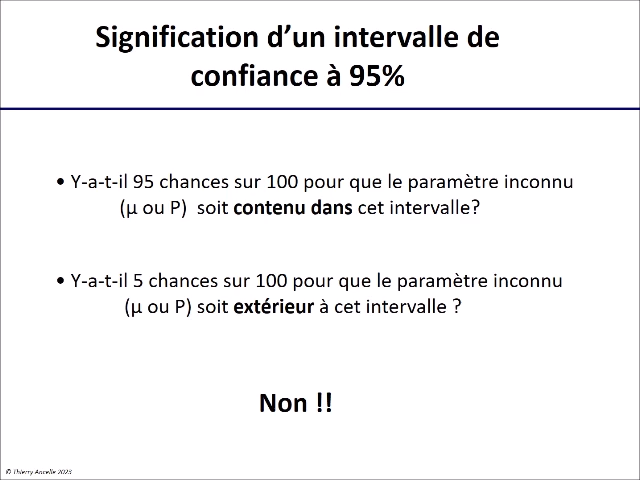 Signification d’un intervalle de
confiance à 95%
• Y-a-t-il 95 chances sur 100 pour que le paramètre inconnu
(µ ou P)  soit contenu dans cet intervalle?
• Y-a-t-il 5 chances sur 100 pour que le paramètre inconnu
(µ ou P) soit extérieur à cet intervalle ?
Non !!
© Thierry Ancelle 2023